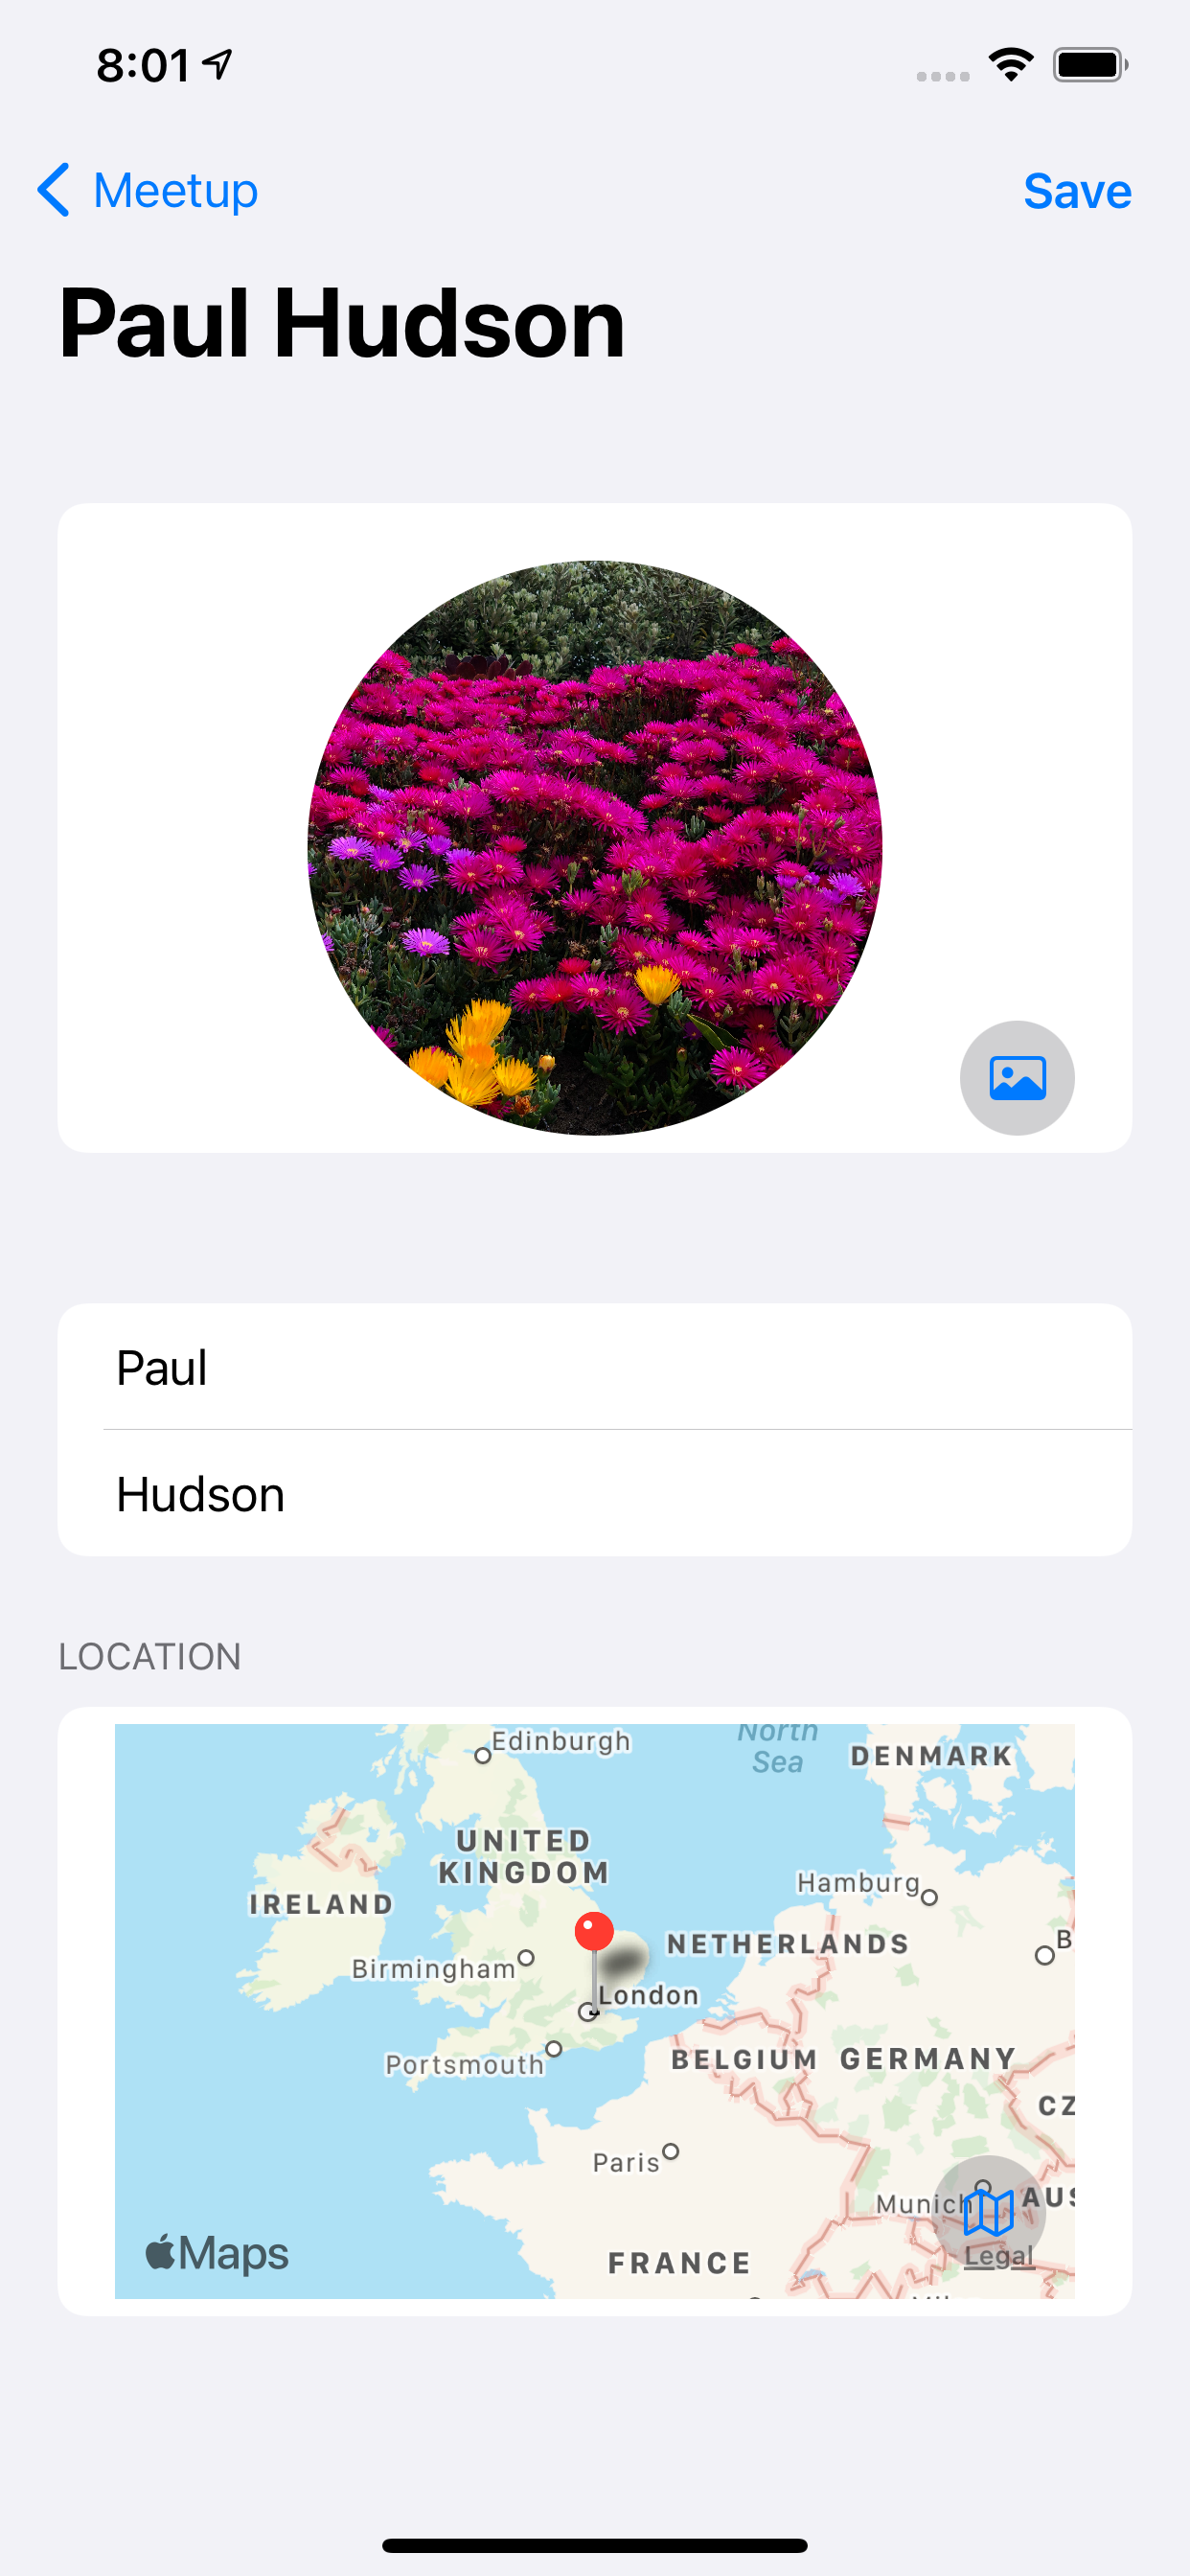 8:01
Meetup
Save
Paul Hudson
Paul
Hudson
LOCATION
Edinburgh
North
Sea
DENMARK
UNITED
KINGDOM
IRELAND
Hamburg
NETHERLANDS
B
Birmingham
London
Portsmouth
BELGIUM
GERMANY
CZ
Paris
Munich
AUS
Maps
FRANCE
Legal